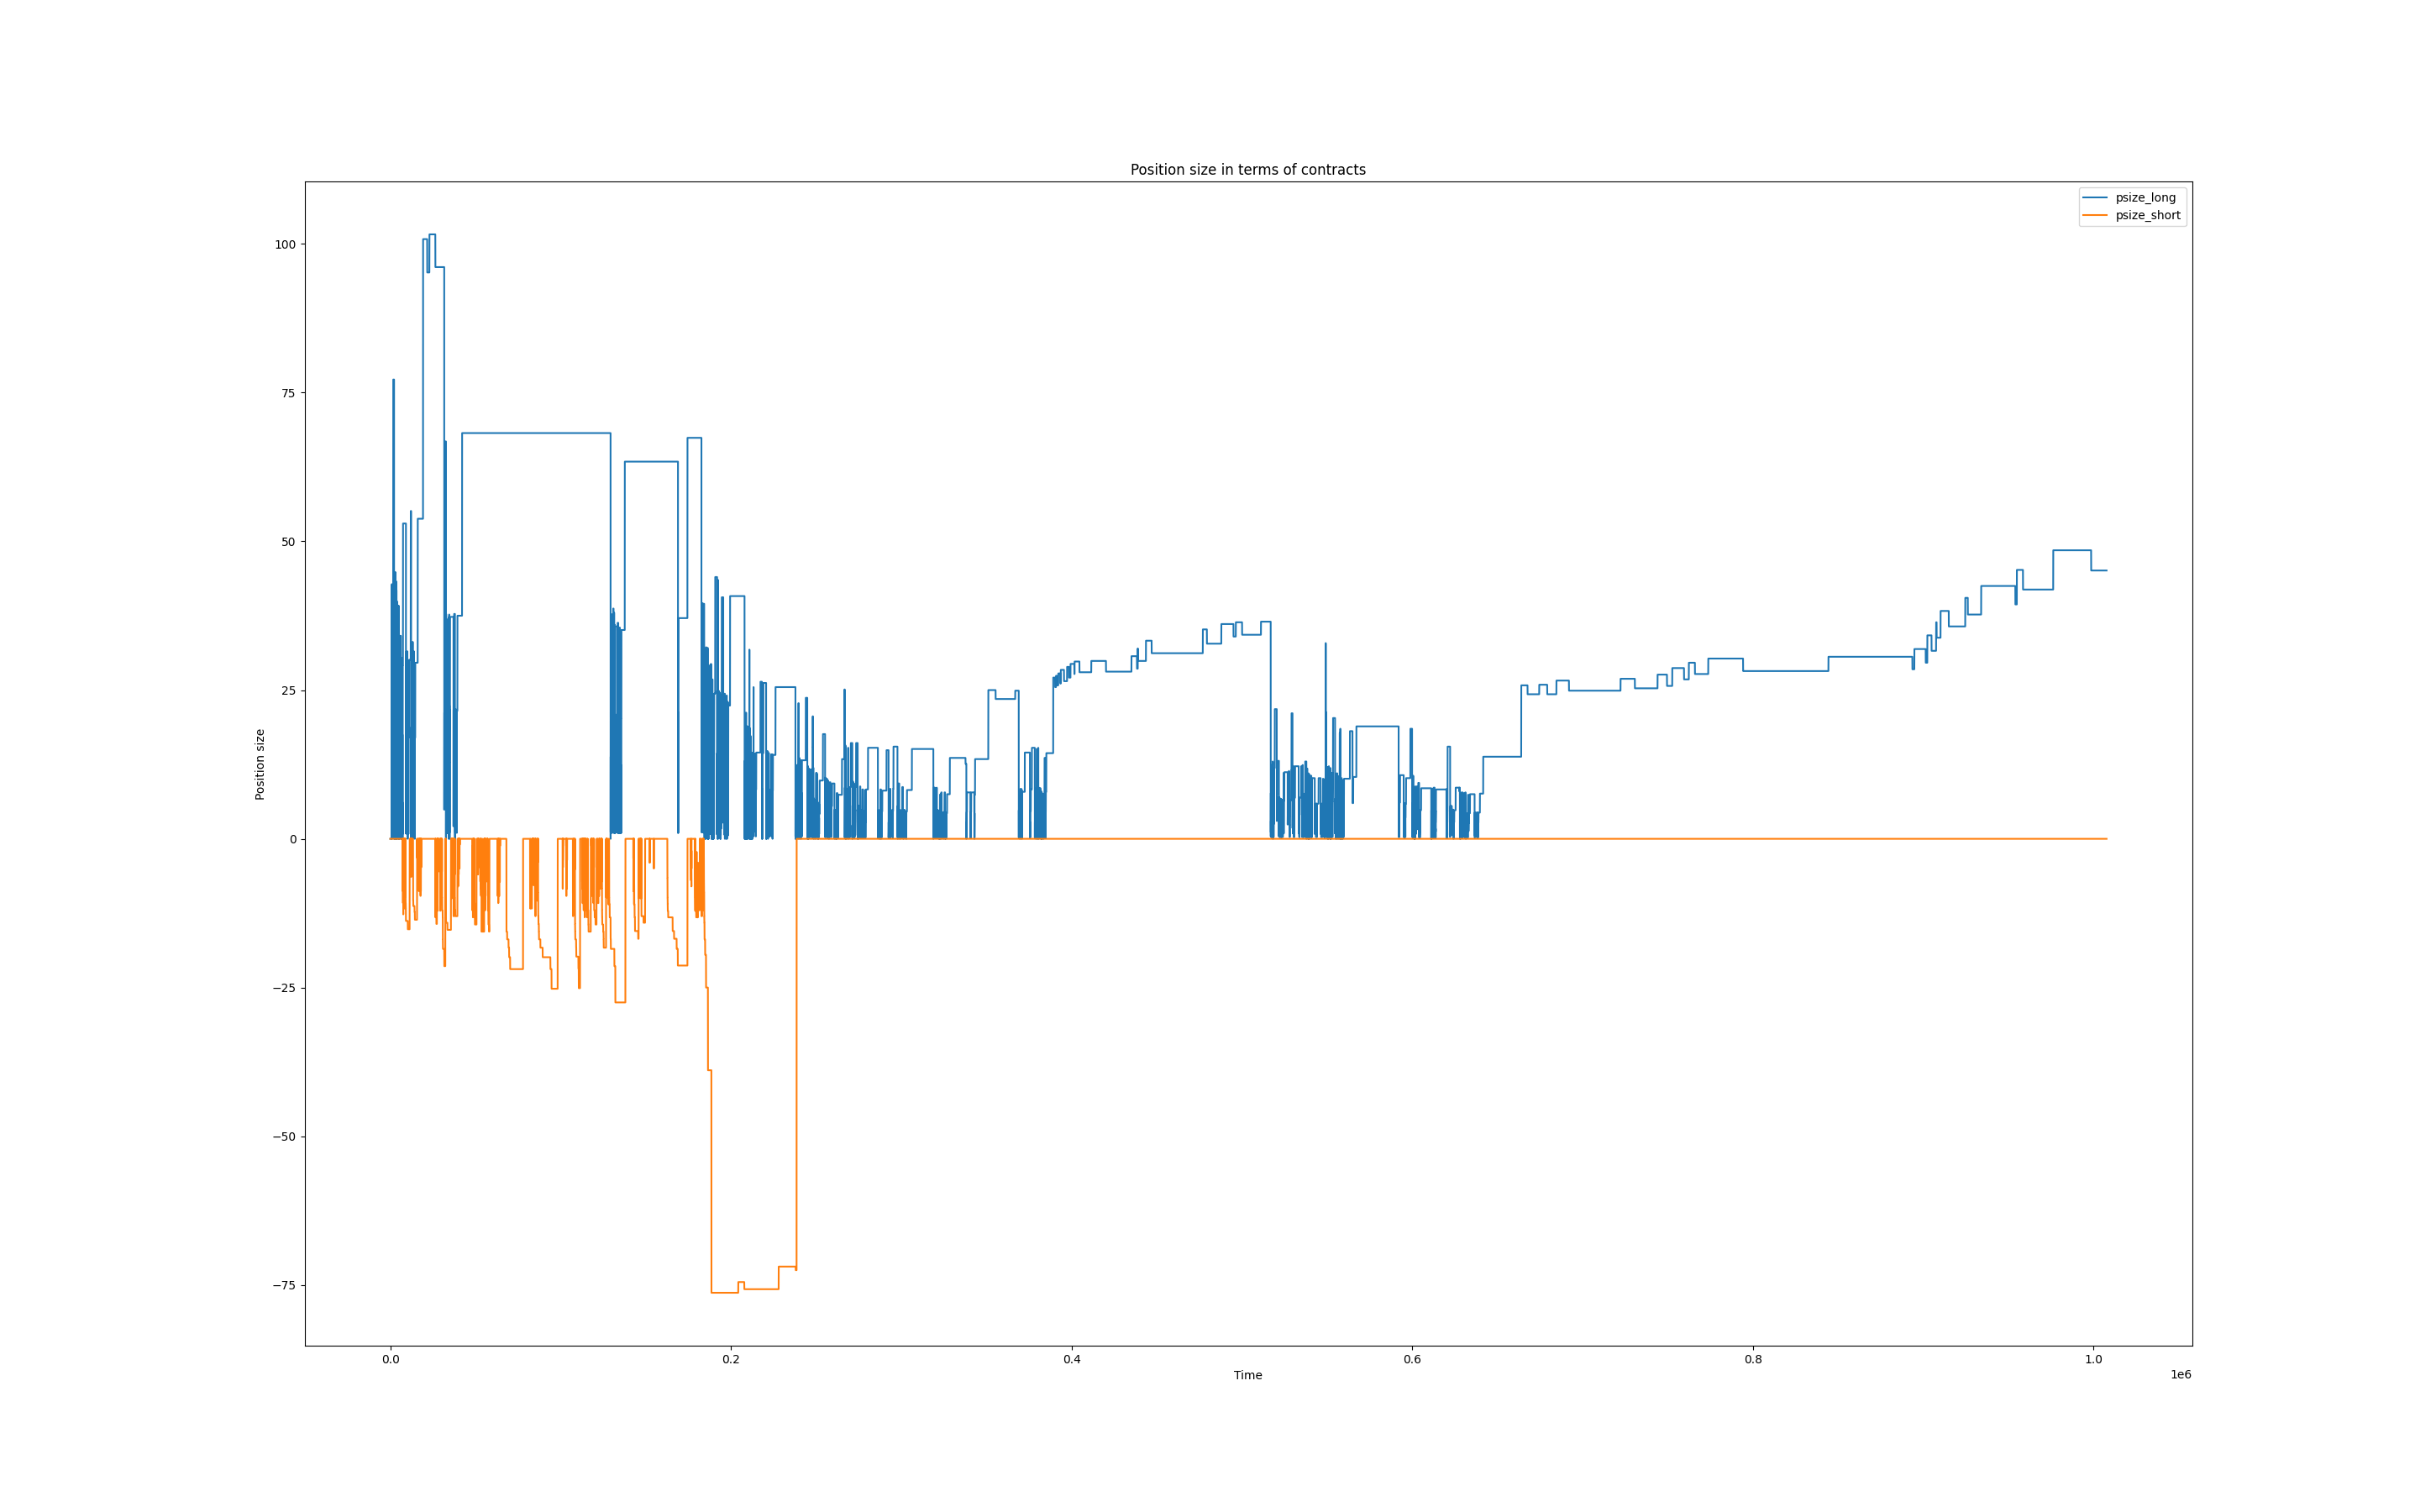 Position size in terms of contracts
psize_long
psize_short
100
75
50
25
0
−25
−50
−75
Position size
0.0
0.2
0.4
0.6
0.8
1.0
Time
1e6